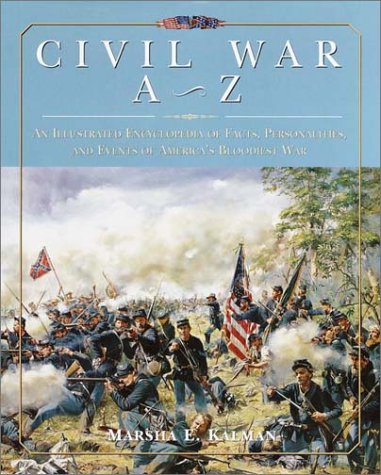 CIVIL WAR
A~Z
AN ILLUSTRATED ENCYCLOPEDIA OF FACTS, PERSONALITIES,
AND EVENTS OF AMERICA'S BLOODIEST WAR
MARSHA E. KALMAN